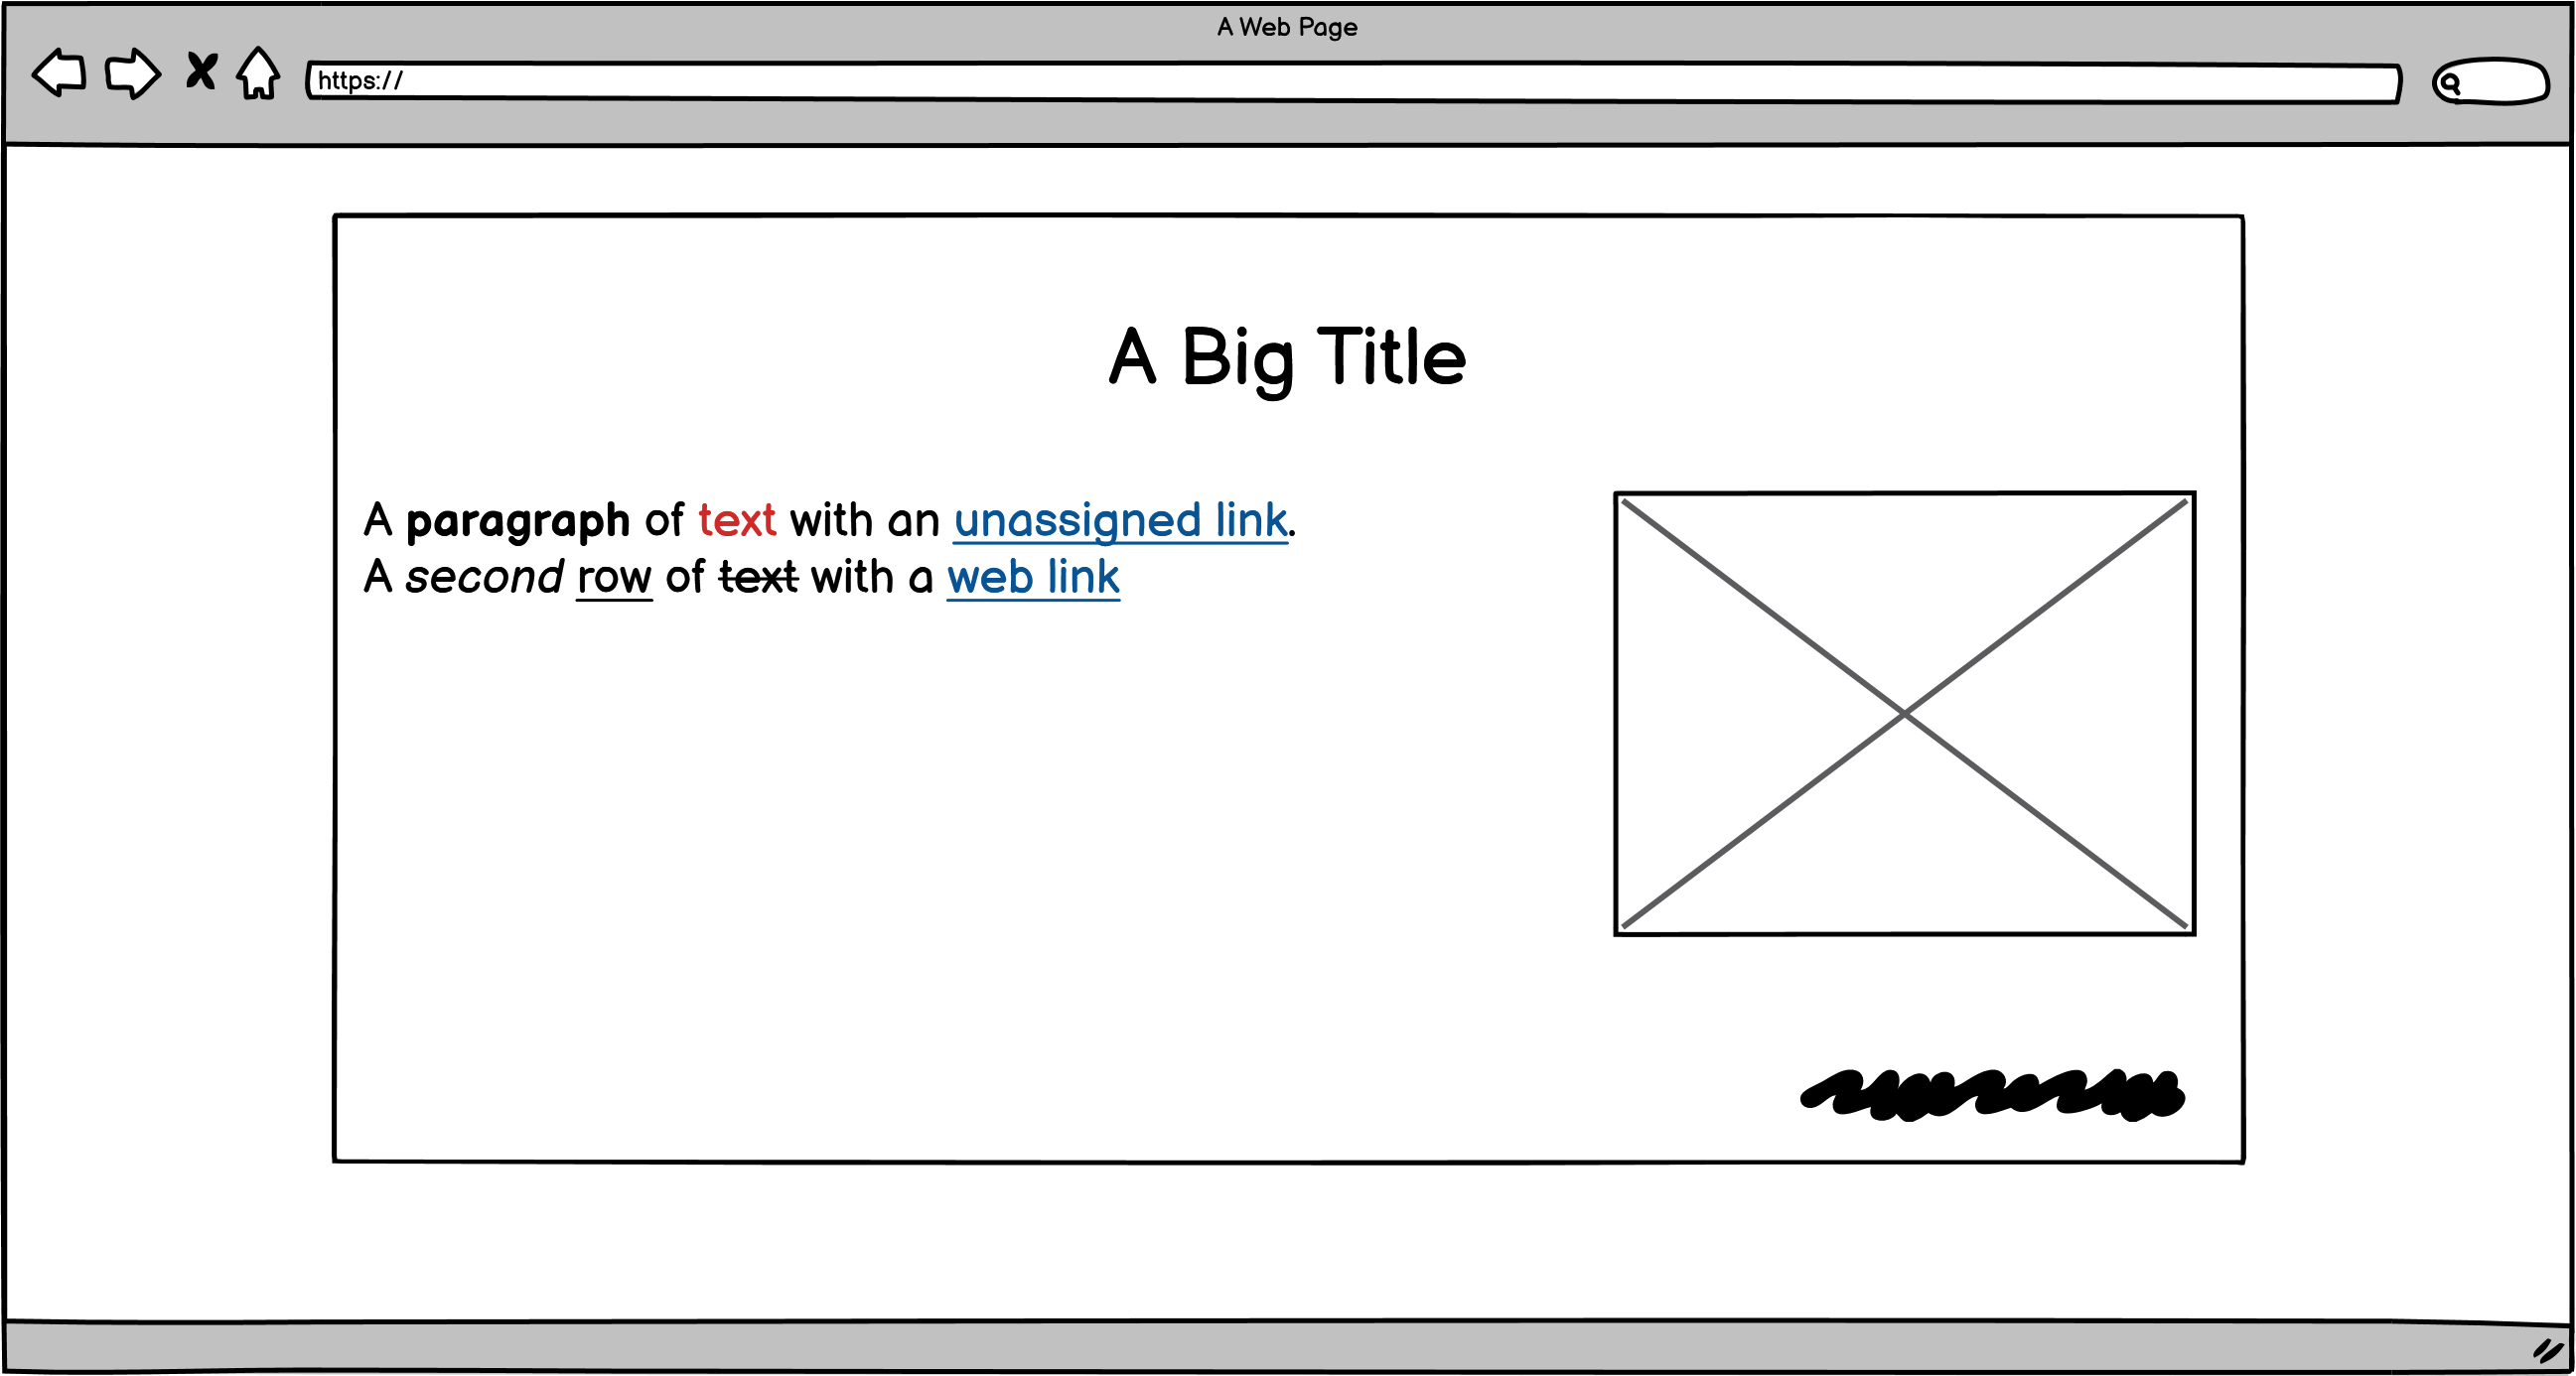 A Web Page
https://
A Big Title
A paragraph of text with an unassigned link.
A second row of text with a web link